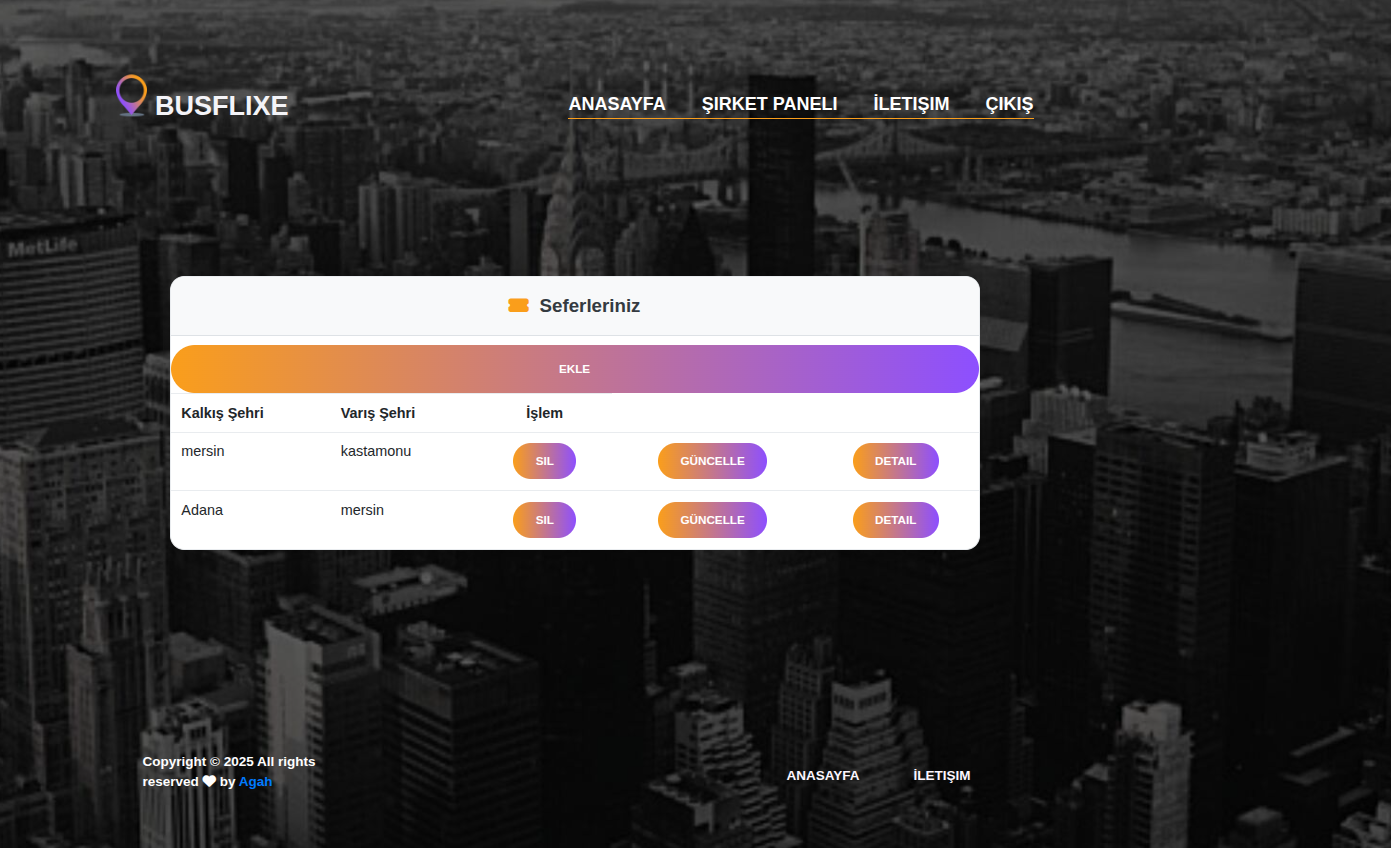 BUSFLIXE
ANASAYFA ŞIRKET PANELI İLETIŞIM ÇIKIŞ
MetLife
Seferleriniz
EKLE
Kalkış Şehri Varış Şehri İşlem
mersin kastamonu SIL GÜNCELLE DETAIL
Adana mersin SIL GÜNCELLE DETAIL
Copyright © 2025 All rights
reserved ♥ by Agah
ANASAYFA İLETIŞIM